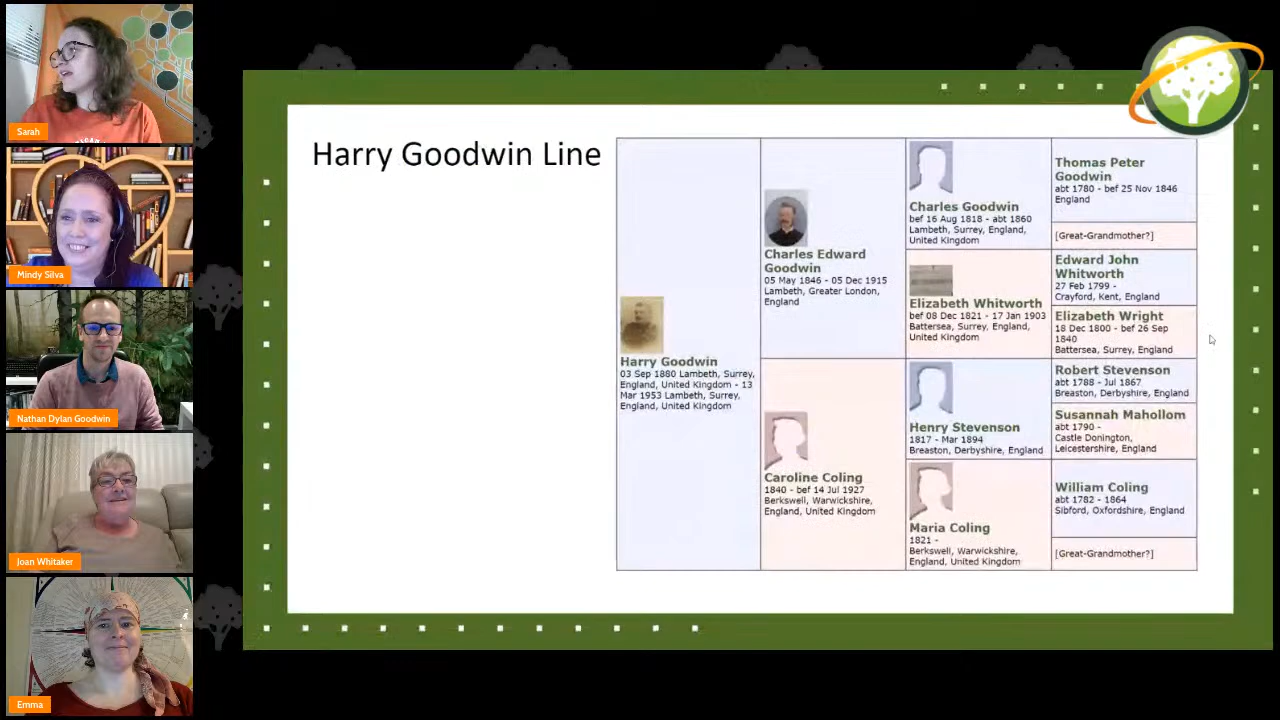 Sarah
Mindy Silva
Nathan Dylan Goodwin
Joan Whitaker
Emma
Harry Goodwin Line
Harry Goodwin
03 Sep 1880 Lambeth, Surrey,
England, United Kingdom - 13
Mar 1953 Lambeth, Surrey,
England, United Kingdom
Charles Edward
Goodwin
05 May 1846 - 05 Dec 1915
Lambeth, Greater London,
England
Caroline Coling
1840 - bef 14 Jul 1927
Berkswell, Warwickshire,
England, United Kingdom
Charles Goodwin
bef 16 Aug 1818 - abt 1860
Lambeth, Surrey, England,
United Kingdom
Elizabeth Whitworth
bef 08 Dec 1821 - 17 Jan 1903
Battersea, Surrey, England,
United Kingdom
Henry Stevenson
1817 - Mar 1894
Breaston, Derbyshire, England
Maria Coling
1821 -
Berkswell, Warwickshire,
England, United Kingdom
Thomas Peter
Goodwin
abt 1780 - bef 25 Nov 1846
England
[Great-Grandmother?]
Edward John
Whitworth
27 Feb 1799 -
Crayford, Kent, England
Elizabeth Wright
18 Dec 1800 - bef 26 Sep
1840
Battersea, Surrey, England
Robert Stevenson
abt 1788 - Jul 1867
Breaston, Derbyshire, England
Susannah Mahollom
abt 1790 -
Castle Donington,
Leicestershire, England
William Coling
abt 1782 - 1864
Sibford, Oxfordshire, England
[Great-Grandmother?]